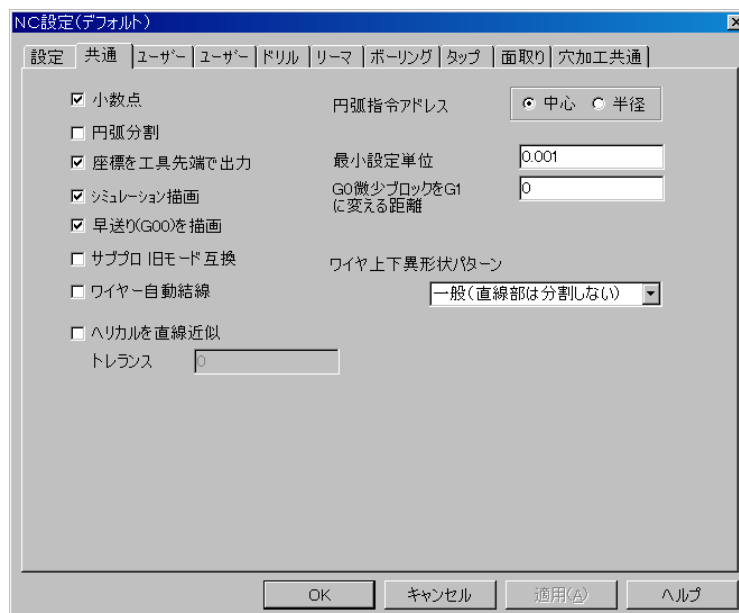 NC設定(デフォルト)
設定 共通 ユーザー ユーザー ドリル リーマ ボーリング タップ 面取り 穴加工共通
小数点
円弧指令アドレス 中心 半径
円弧分割
座標を工具先端で出力
最小設定単位 0.001
シミュレーション描画
G0微少ブロックをG1
に変える距離
0
早送り(G00)を描画
サブプロ旧モード互換
ワイヤ上下異形状パターン
ワイヤー自動結線
一般(直線部は分割しない)
ヘリカルを直線近似
トレランス 0
OK キャンセル 適用(A) ヘルプ